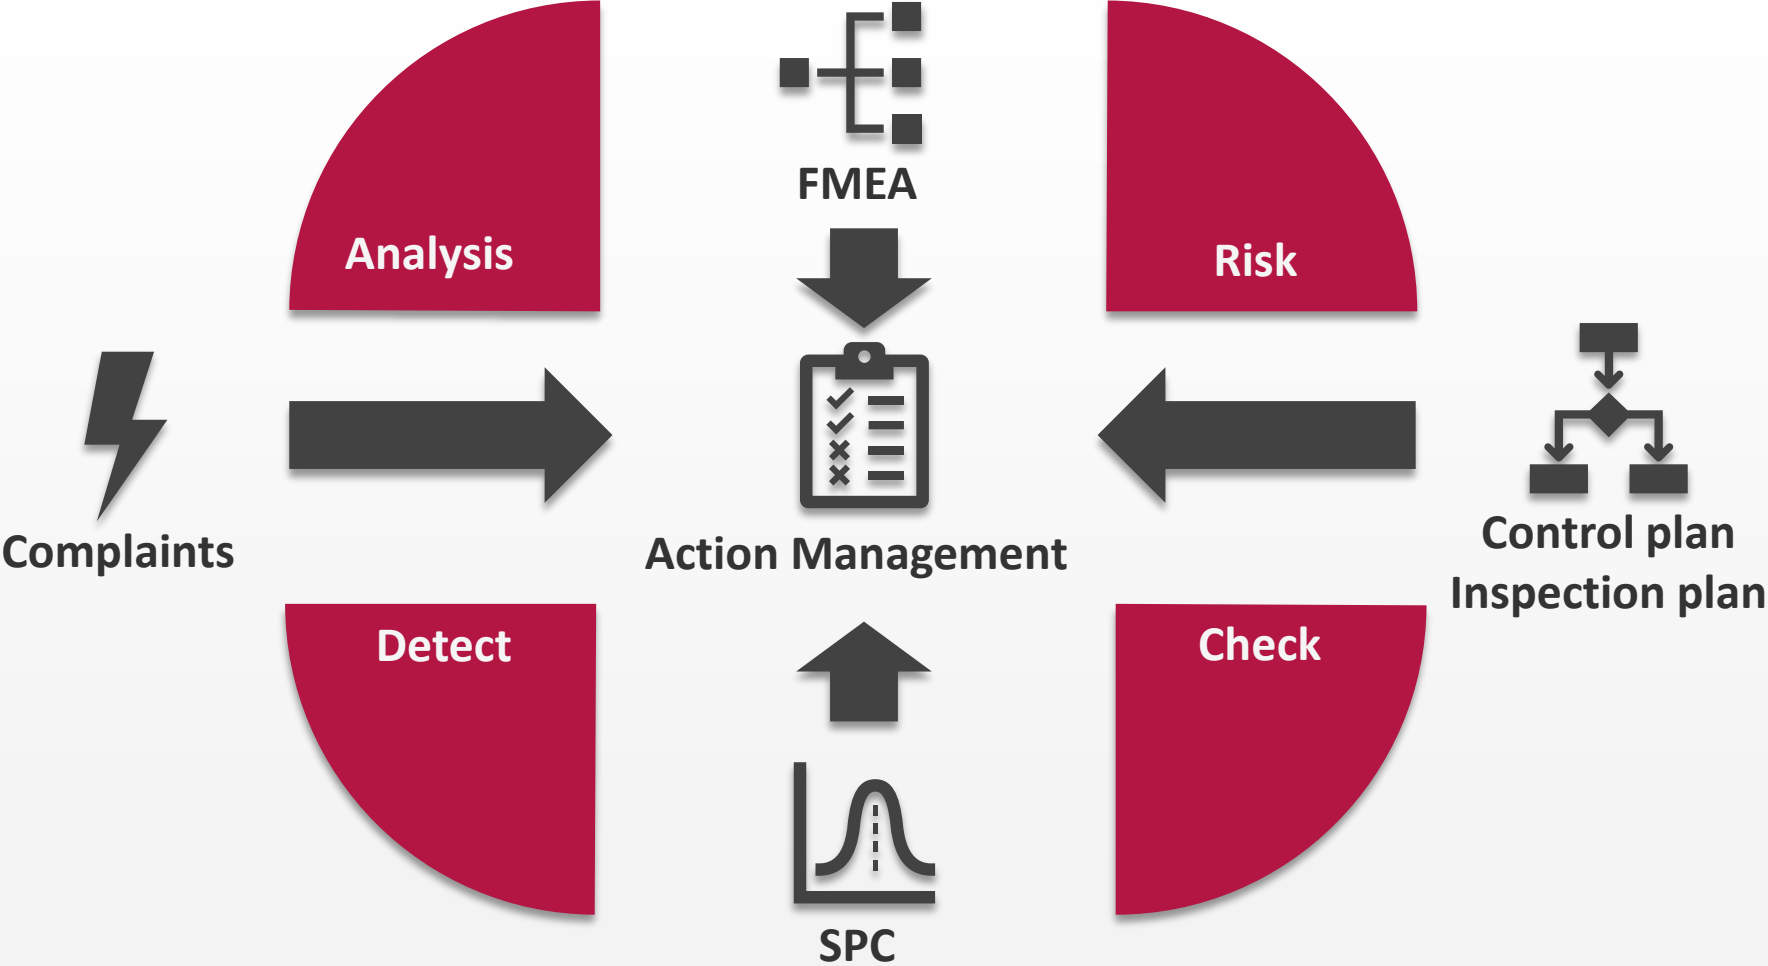 FMEA
Analysis
Risk
Complaints
Action Management
Control plan
Inspection plan
Detect
Check
SPC